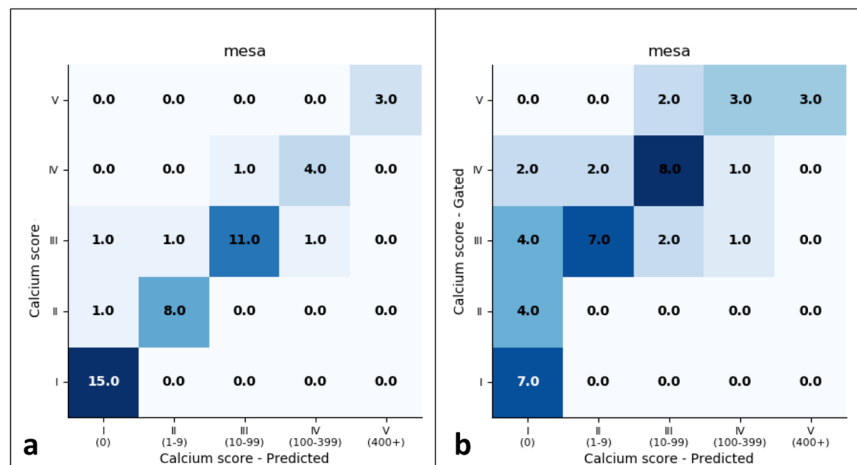 mesa
Calcium score
V
0.0 0.0 0.0 0.0 3.0
IV
0.0 0.0 1.0 4.0 0.0
III
1.0 1.0 11.0 1.0 0.0
II
1.0 8.0 0.0 0.0 0.0
I
15.0 0.0 0.0 0.0 0.0
I II III IV V
(0) (1-9) (10-99) (100-399) (400+)
Calcium score - Predicted
a
mesa
Calcium score - Gated
V
0.0 0.0 2.0 3.0 3.0
IV
2.0 2.0 8.0 1.0 0.0
III
4.0 7.0 2.0 1.0 0.0
II
4.0 0.0 0.0 0.0 0.0
I
7.0 0.0 0.0 0.0 0.0
I II III IV V
(0) (1-9) (10-99) (100-399) (400+)
Calcium score - Predicted
b